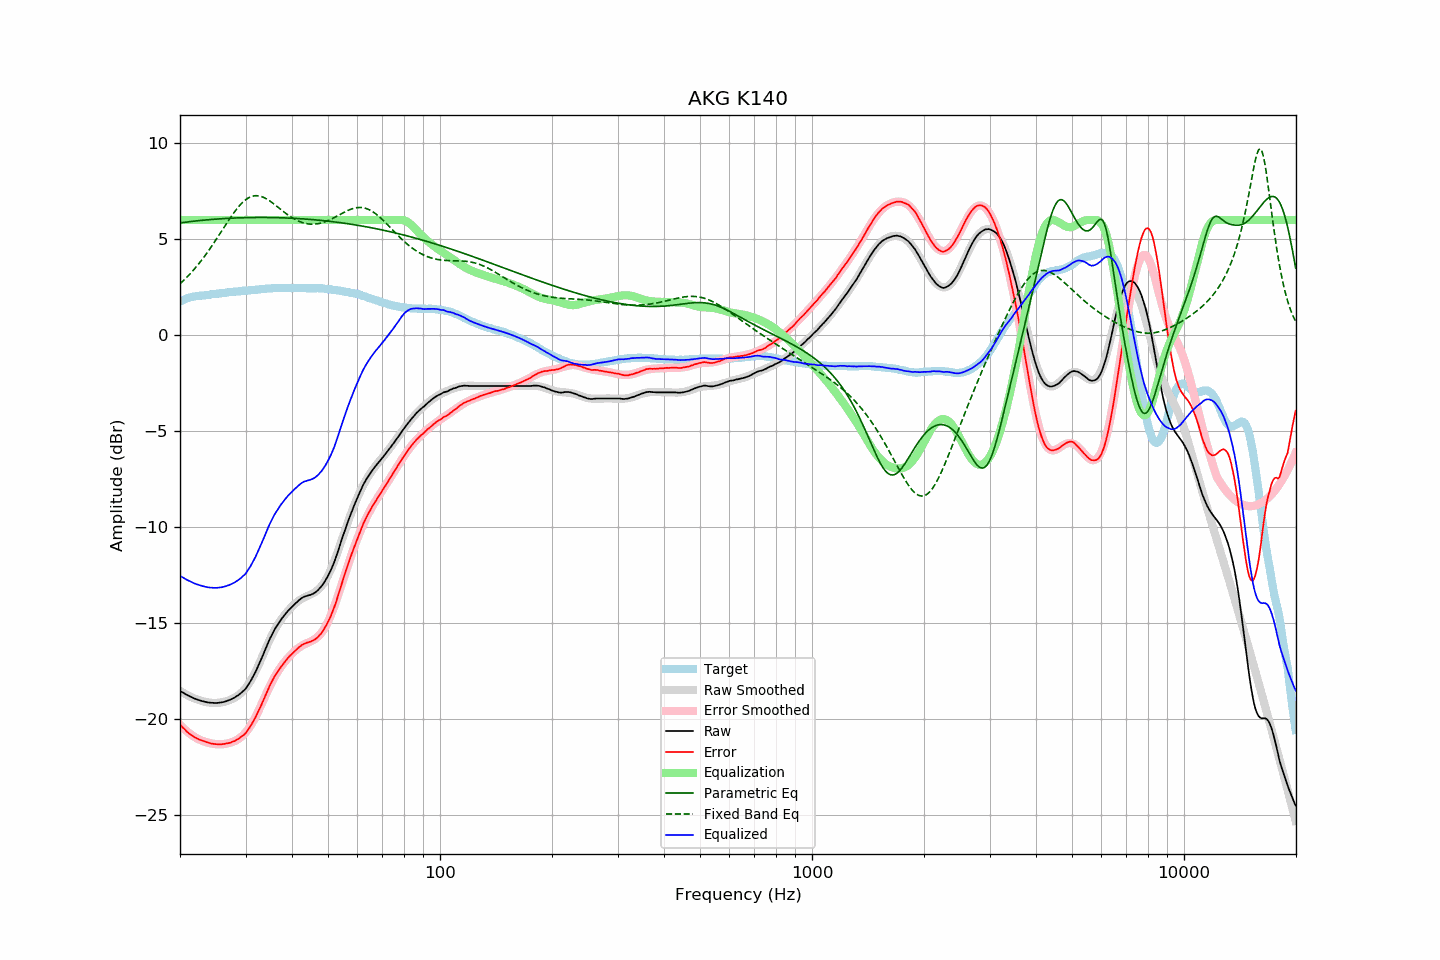 AKG K140
10
5
0
−5
−10
−15
−20
−25
Amplitude (dBr)
Target
Raw Smoothed
Error Smoothed
Raw
Error
Equalization
Parametric Eq
Fixed Band Eq
Equalized
100
1000
10000
Frequency (Hz)